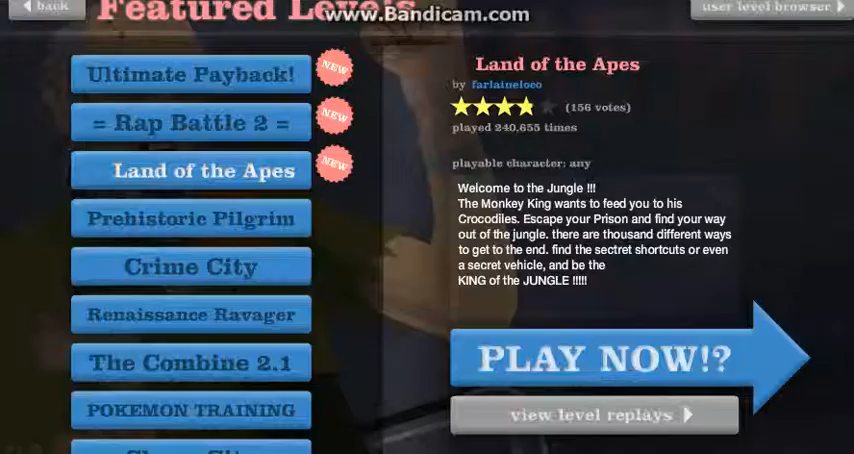 back
Featured Levels
www.Bandicam.com
user level browser
Ultimate Payback!
NEW
= Rap Battle 2 =
NEW
Land of the Apes
NEW
Prehistoric Pilgrim
Crime City
Renaissance Ravager
The Combine 2.1
POKEMON TRAINING
Land of the Apes
by farlaineloco
(156 votes)
played 240,655 times
playable character: any
Welcome to the Jungle !!!
The Monkey King wants to feed you to his
Crocodiles. Escape your Prison and find your way
out of the jungle. there are thousand different ways
to get to the end. find the sectret shortcuts or even
a secret vehicle, and be the
KING of the JUNGLE !!!!!
PLAY NOW!?
view level replays